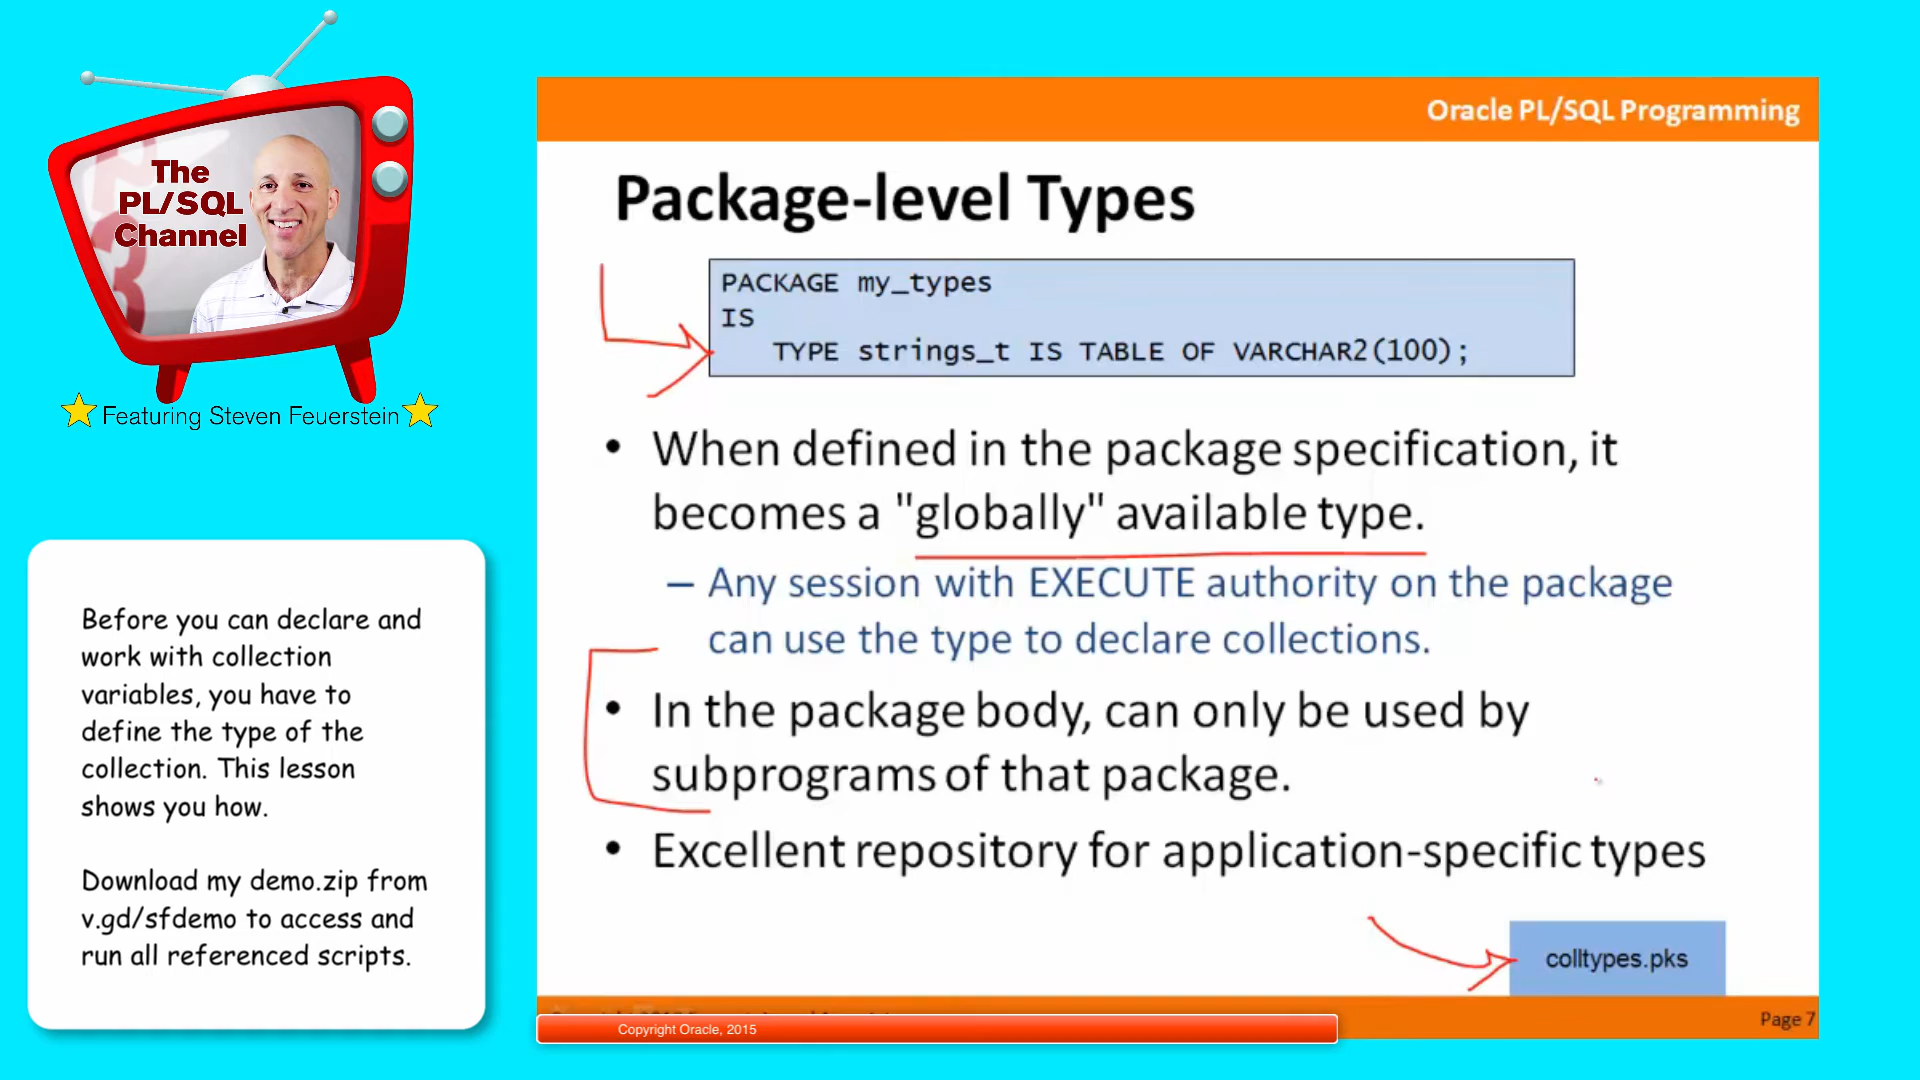 The
PL/SQL
Channel
Featuring Steven Feuerstein
Before you can declare and
work with collection
variables, you have to
define the type of the
collection. This lesson
shows you how.
Download my demo.zip from
v.gd/sfdemo to access and
run all referenced scripts.
Oracle PL/SQL Programming
Package-level Types
PACKAGE my_types
IS
TYPE strings_t IS TABLE OF VARCHAR2(100);
• When defined in the package specification, it
becomes a "globally" available type.
– Any session with EXECUTE authority on the package
can use the type to declare collections.
• In the package body, can only be used by
subprograms of that package.
• Excellent repository for application-specific types
colltypes.pks
Copyright Oracle, 2015
Page 7